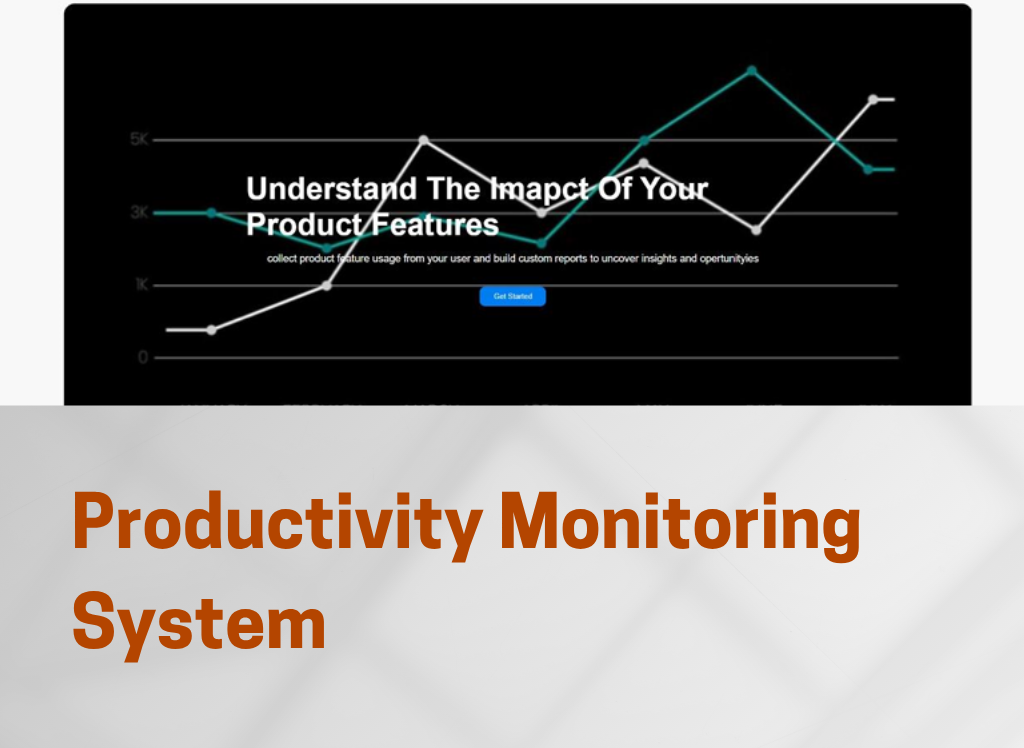 5K
Understand The Imapct Of Your
3K
Product Features
collect product feature usage from your user and build custom reports to uncover insights and opertunityies
1K
Get Started
0
Productivity Monitoring
System